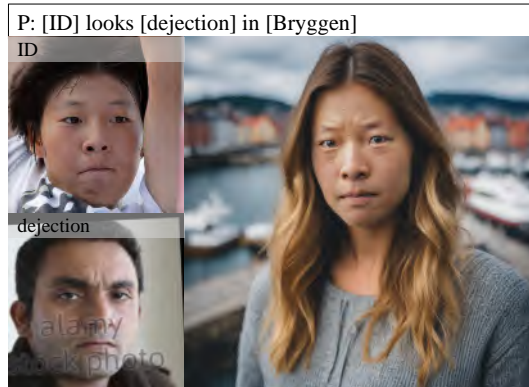 P: [ID] looks [dejection] in [Bryggen]
ID
dejection
alamy
stock photo